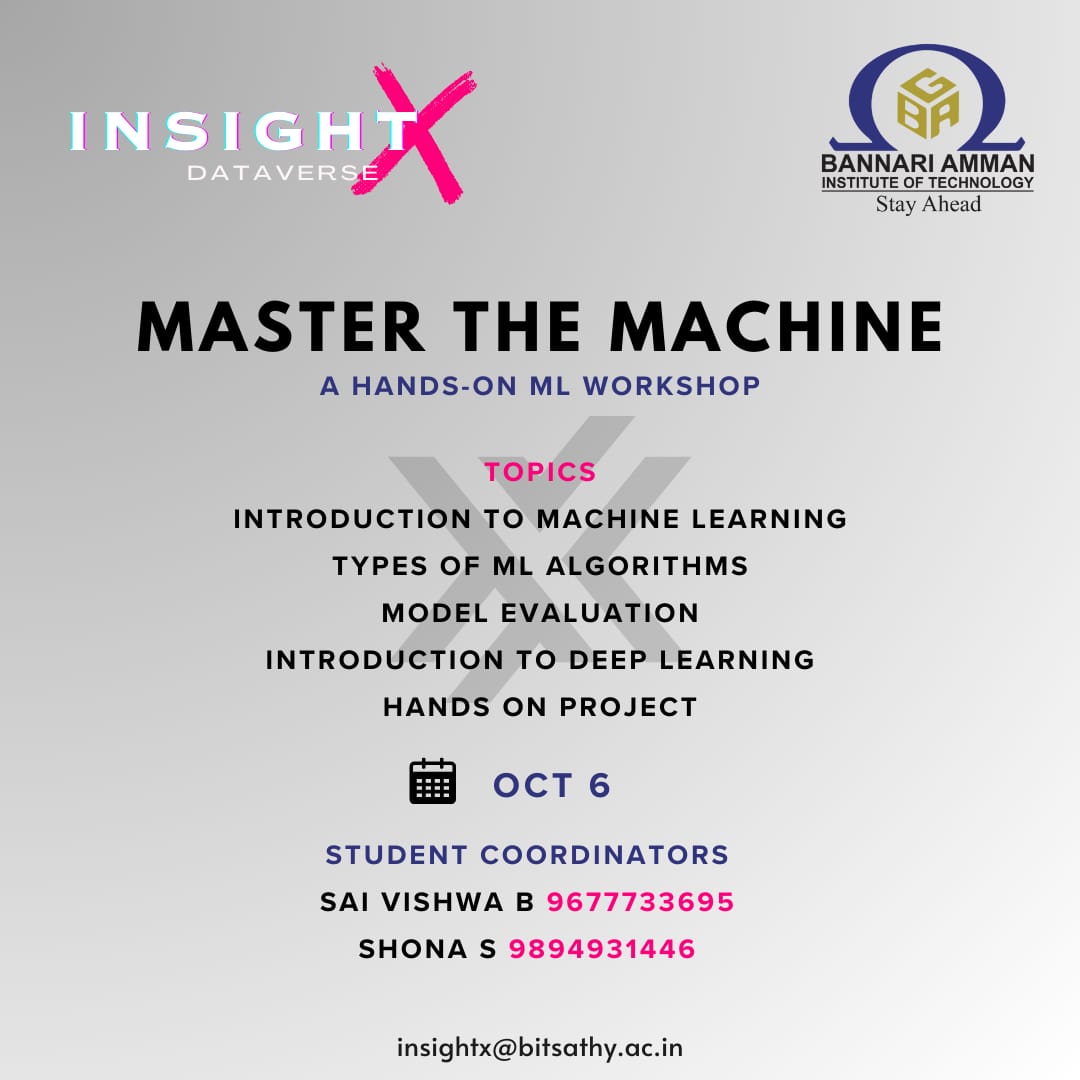 INSIGHTX
DATAVERSE
GBA
BANNARI AMMAN
INSTITUTE OF TECHNOLOGY
Stay Ahead
MASTER THE MACHINE
A HANDS-ON ML WORKSHOP
TOPICS
INTRODUCTION TO MACHINE LEARNING
TYPES OF ML ALGORITHMS
MODEL EVALUATION
INTRODUCTION TO DEEP LEARNING
HANDS ON PROJECT
OCT 6
STUDENT COORDINATORS
SAI VISHWA B 9677733695
SHONA S 9894931446
insightx@bitsathy.ac.in